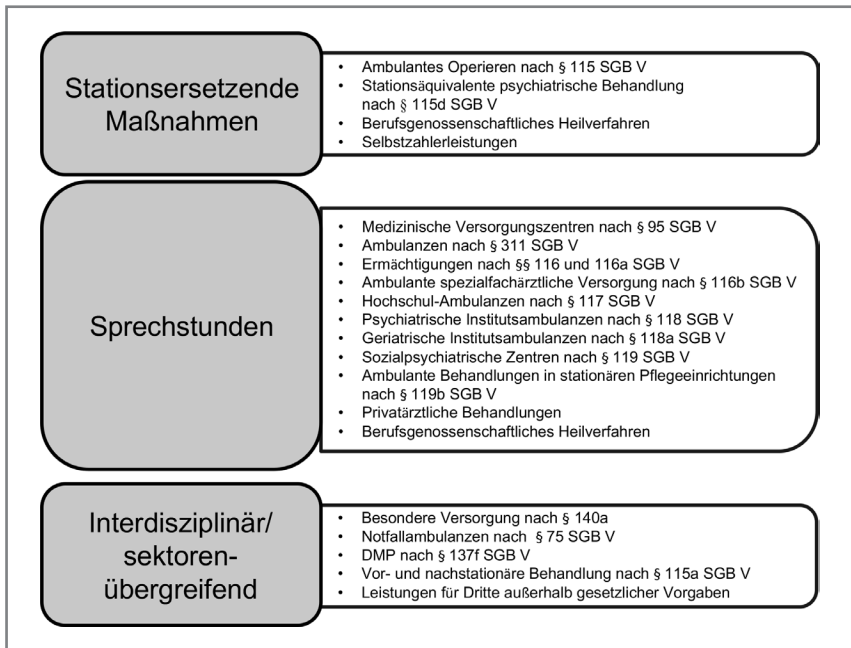 Stationsersetzende
Maßnahmen
• Ambulantes Operieren nach § 115 SGB V
• Stationsäquivalente psychiatrische Behandlung
nach § 115d SGB V
• Berufsgenossenschaftliches Heilverfahren
• Selbstzahlerleistungen
Sprechstunden
• Medizinische Versorgungszentren nach § 95 SGB V
• Ambulanzen nach § 311 SGB V
• Ermächtigungen nach §§ 116 und 116a SGB V
• Ambulante spezialfachärztliche Versorgung nach § 116b SGB V
• Hochschul-Ambulanzen nach § 117 SGB V
• Psychiatrische Institutsambulanzen nach § 118 SGB V
• Geriatrische Institutsambulanzen nach § 118a SGB V
• Sozialpsychiatrische Zentren nach § 119 SGB V
• Ambulante Behandlungen in stationären Pflegeeinrichtungen
nach § 119b SGB V
• Privatärztliche Behandlungen
• Berufsgenossenschaftliches Heilverfahren
Interdisziplinär/
sektoren-
übergreifend
• Besondere Versorgung nach § 140a
• Notfallambulanzen nach § 75 SGB V
• DMP nach § 137f SGB V
• Vor- und nachstationäre Behandlung nach § 115a SGB V
• Leistungen für Dritte außerhalb gesetzlicher Vorgaben